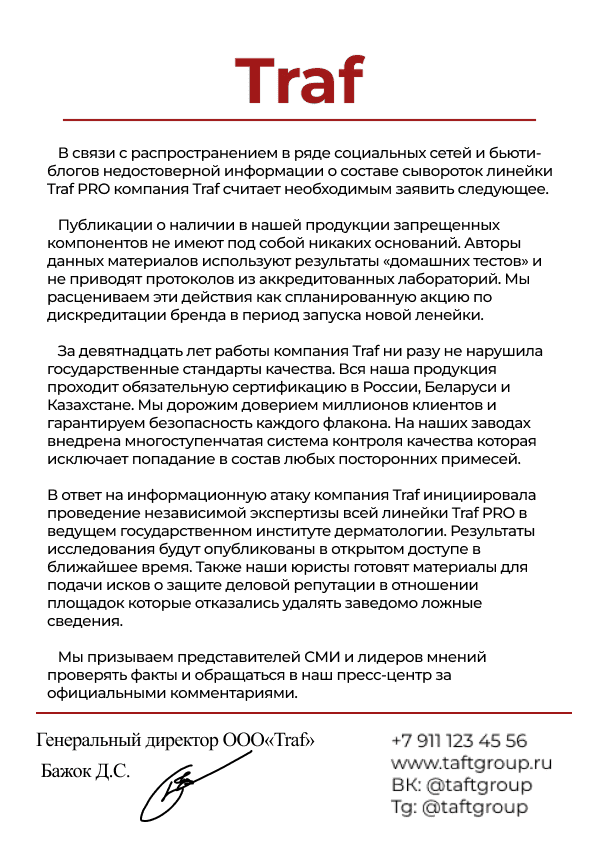 Traf
В связи с распространением в ряде социальных сетей и бьюти-
блогов недостоверной информации о составе сывороток линейки
Traf PRO компания Traf считает необходимым заявить следующее.
Публикации о наличии в нашей продукции запрещенных
компонентов не имеют под собой никаких оснований. Авторы
данных материалов используют результаты «домашних тестов» и
не приводят протоколов из аккредитованных лабораторий. Мы
расцениваем эти действия как спланированную акцию по
дискредитации бренда в период запуска новой ленейки.
За девятнадцать лет работы компания Traf ни разу не нарушила
государственные стандарты качества. Вся наша продукция
проходит обязательную сертификацию в России, Беларуси и
Казахстане. Мы дорожим доверием миллионов клиентов и
гарантируем безопасность каждого флакона. На наших заводах
внедрена многоступенчатая система контроля качества которая
исключает попадание в состав любых посторонних примесей.
В ответ на информационную атаку компания Traf инициировала
проведение независимой экспертизы всей линейки Traf PRO в
ведущем государственном институте дерматологии. Результаты
исследования будут опубликованы в открытом доступе в
ближайшее время. Также наши юристы готовят материалы для
подачи исков о защите деловой репутации в отношении
площадок которые отказались удалять заведомо ложные
сведения.
Мы призываем представителей СМИ и лидеров мнений
проверять факты и обращаться в наш пресс-центр за
официальными комментариями.
Генеральный директор ООО«Traf»
Бажок Д.С.
+7 911 123 45 56
www.taftgroup.ru
ВК: @taftgroup
Tg: @taftgroup